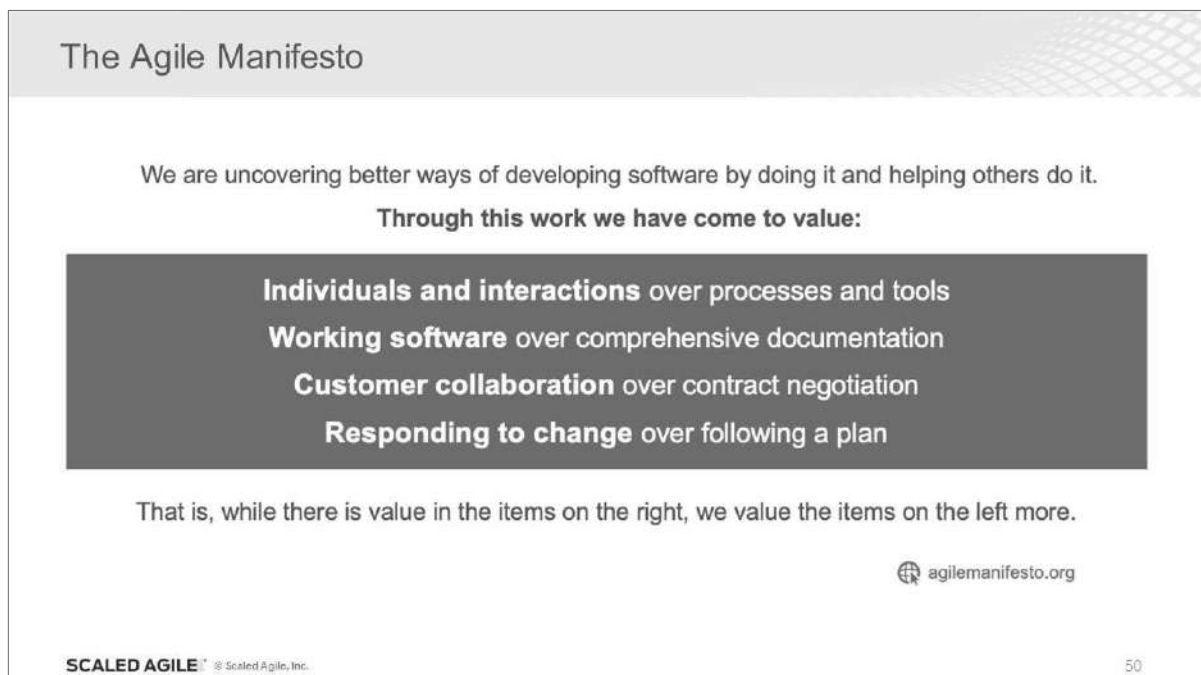 The Agile Manifesto
We are uncovering better ways of developing software by doing it and helping others do it.
Through this work we have come to value:
Individuals and interactions over processes and tools
Working software over comprehensive documentation
Customer collaboration over contract negotiation
Responding to change over following a plan
That is, while there is value in the items on the right, we value the items on the left more.
agilemanifesto.org
SCALED AGILE © Scaled Agile, Inc.
50